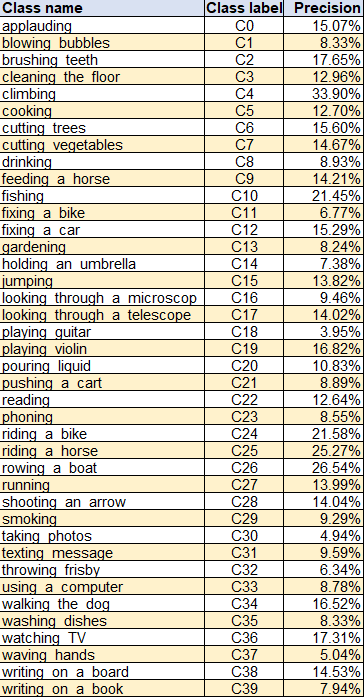 Class name Class label Precision
applauding C0 15.07%
blowing bubbles C1 8.33%
brushing teeth C2 17.65%
cleaning the floor C3 12.96%
climbing C4 33.90%
cooking C5 12.70%
cutting trees C6 15.60%
cutting vegetables C7 14.67%
drinking C8 8.93%
feeding a horse C9 14.21%
fishing C10 21.45%
fixing a bike C11 6.77%
fixing a car C12 15.29%
gardening C13 8.24%
holding an umbrella C14 7.38%
jumping C15 13.82%
looking through a microscop C16 9.46%
looking through a telescope C17 14.02%
playing guitar C18 3.95%
playing violin C19 16.82%
pouring liquid C20 10.83%
pushing a cart C21 8.89%
reading C22 12.64%
phoning C23 8.55%
riding a bike C24 21.58%
riding a horse C25 25.27%
rowing a boat C26 26.54%
running C27 13.99%
shooting an arrow C28 14.04%
smoking C29 9.29%
taking photos C30 4.94%
texting message C31 9.59%
throwing frisby C32 6.34%
using a computer C33 8.78%
walking the dog C34 16.52%
washing dishes C35 8.33%
watching TV C36 17.31%
waving hands C37 5.04%
writing on a board C38 14.53%
writing on a book C39 7.94%